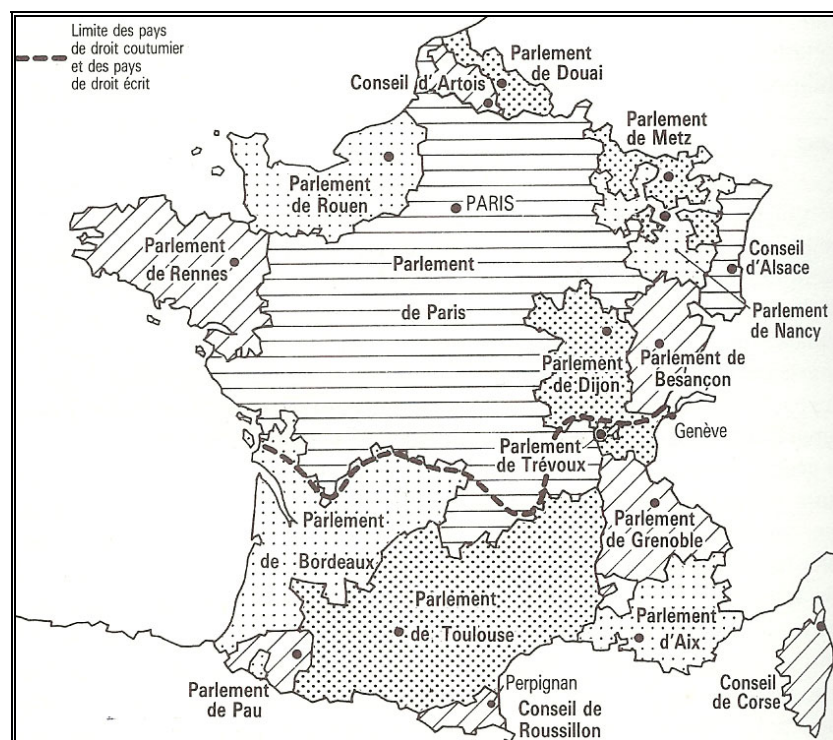 Limite des pays
de droit coutumier
et des pays
de droit écrit
Parlement
de Douai
Conseil d'Artois
Parlement
de Metz
Parlement
de Rouen
PARIS
Parlement
de Rennes
Parlement
de Paris
Conseil
d'Alsace
Parlement
de Nancy
Parlement
de Dijon
Parlement de
Besançon
Genève
Parlement
de Trévoux
Parlement
de Bordeaux
Parlement
de Grenoble
Parlement
de Toulouse
Parlement
d'Aix
Parlement
de Pau
Perpignan
Conseil de
Roussillon
Conseil
de Corse